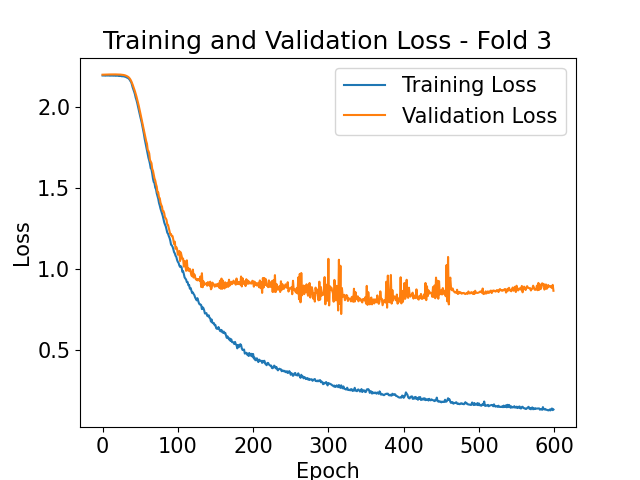 Training and Validation Loss - Fold 3
Training Loss
Validation Loss
Loss
2.0
1.5
1.0
0.5
0 100 200 300 400 500 600
Epoch